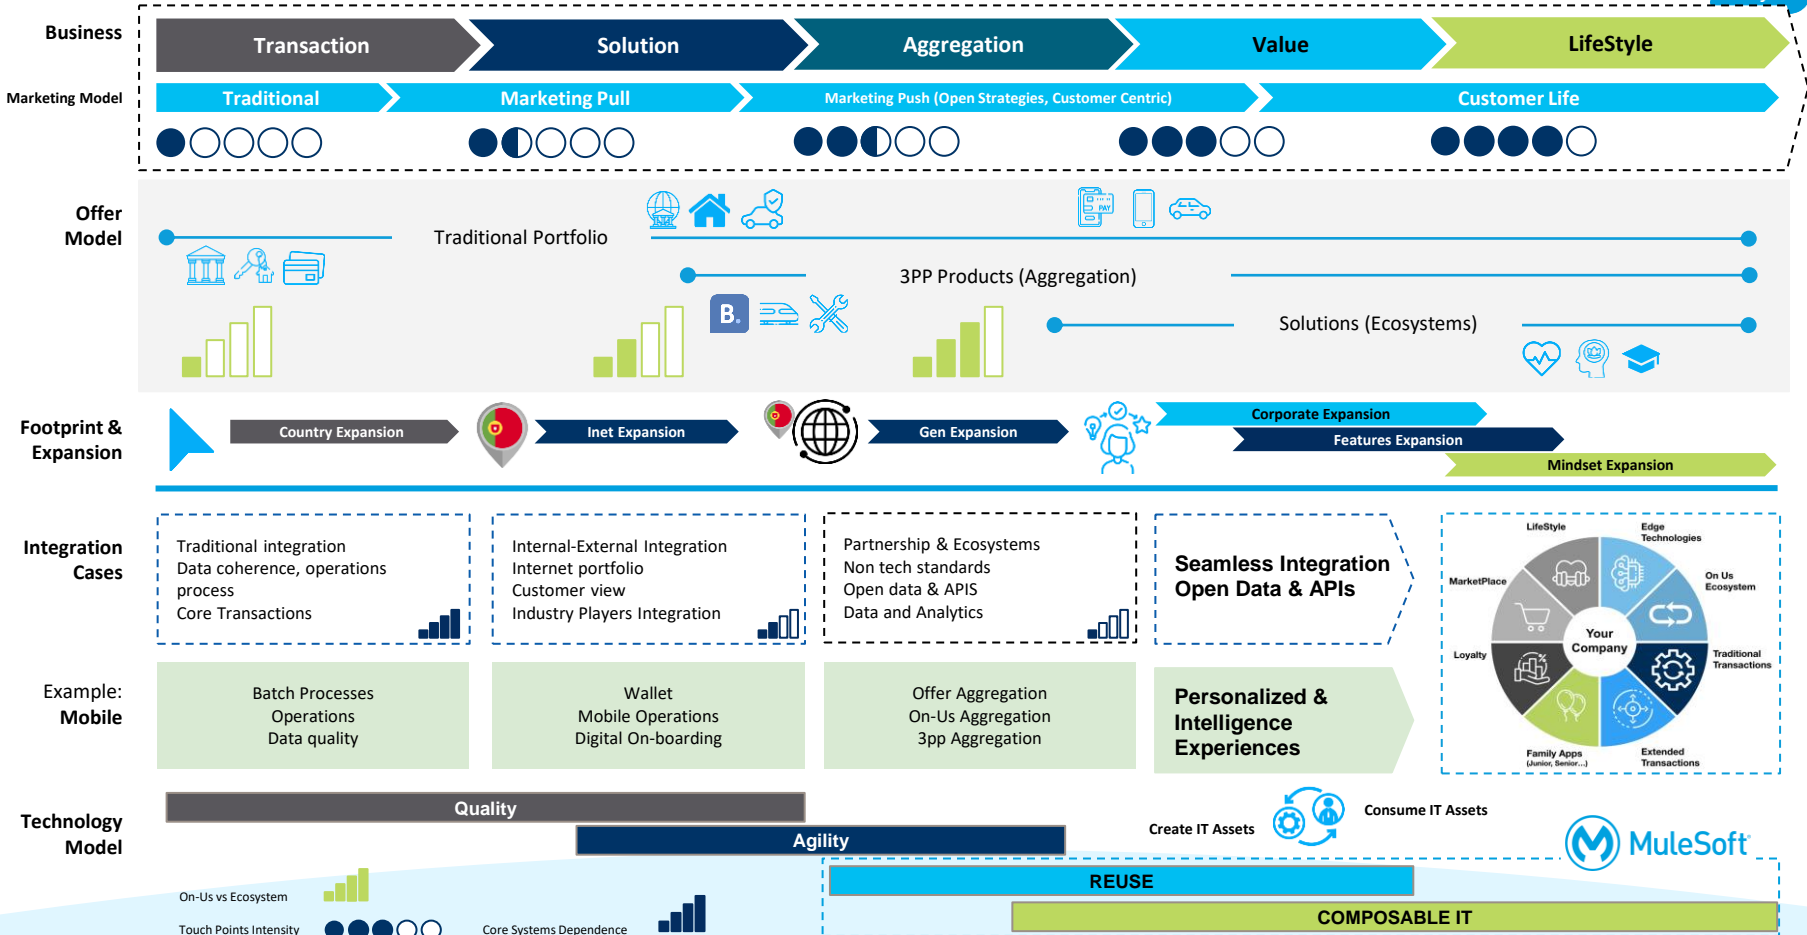 Business
Transaction
Solution
Aggregation
Value
LifeStyle
Marketing Model
Traditional
Marketing Pull
Marketing Push (Open Strategies, Customer Centric)
Customer Life
Offer
Model
Traditional Portfolio
PAY
3PP Products (Aggregation)
B.
Solutions (Ecosystems)
Footprint &
Expansion
Country Expansion
Inet Expansion
Gen Expansion
Corporate Expansion
Features Expansion
Mindset Expansion
Integration
Cases
Traditional integration
Data coherence, operations
process
Core Transactions
Internal-External Integration
Internet portfolio
Customer view
Industry Players Integration
Partnership & Ecosystems
Non tech standards
Open data & APIS
Data and Analytics
Seamless Integration
Open Data & APIs
LifeStyle
Edge
Technologies
MarketPlace
On Us
Ecosystem
Your
Company
Loyalty
Traditional
Transactions
Family Apps
(Junior, Senior...)
Extended
Transactions
Example:
Mobile
Batch Processes
Operations
Data quality
Wallet
Mobile Operations
Digital On-boarding
Offer Aggregation
On-Us Aggregation
3pp Aggregation
Personalized &
Intelligence
Experiences
Technology
Model
Quality
Agility
Create IT Assets
Consume IT Assets
MuleSoft
REUSE
COMPOSABLE IT
On-Us vs Ecosystem
Touch Points Intensity
Core Systems Dependence